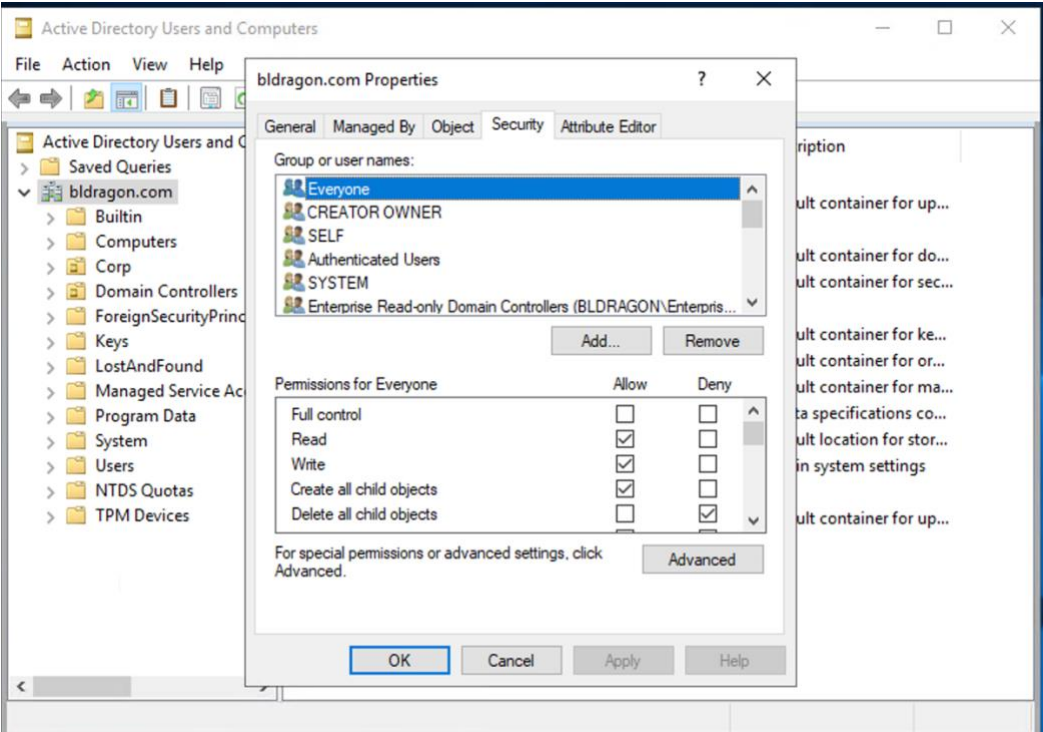 Active Directory Users and Computers
File Action View Help
Active Directory Users and C
Saved Queries
bldragon.com
Builtin
Computers
Corp
Domain Controllers
ForeignSecurityPrinc
Keys
LostAndFound
Managed Service Ac
Program Data
System
Users
NTDS Quotas
TPM Devices
bldragon.com Properties
?
General Managed By Object Security Attribute Editor
Group or user names:
Everyone
CREATOR OWNER
SELF
Authenticated Users
SYSTEM
Enterprise Read-only Domain Controllers (BLDRAGON\Enterpris...
Add... Remove
Permissions for Everyone Allow Deny
Full control
Read
Write
Create all child objects
Delete all child objects
For special permissions or advanced settings, click
Advanced.
Advanced
OK Cancel Apply Help
ription
ult container for up...
ult container for do...
ult container for sec...
ult container for ke...
ult container for or...
ult container for ma...
ta specifications co...
ult location for stor...
in system settings
ult container for up...